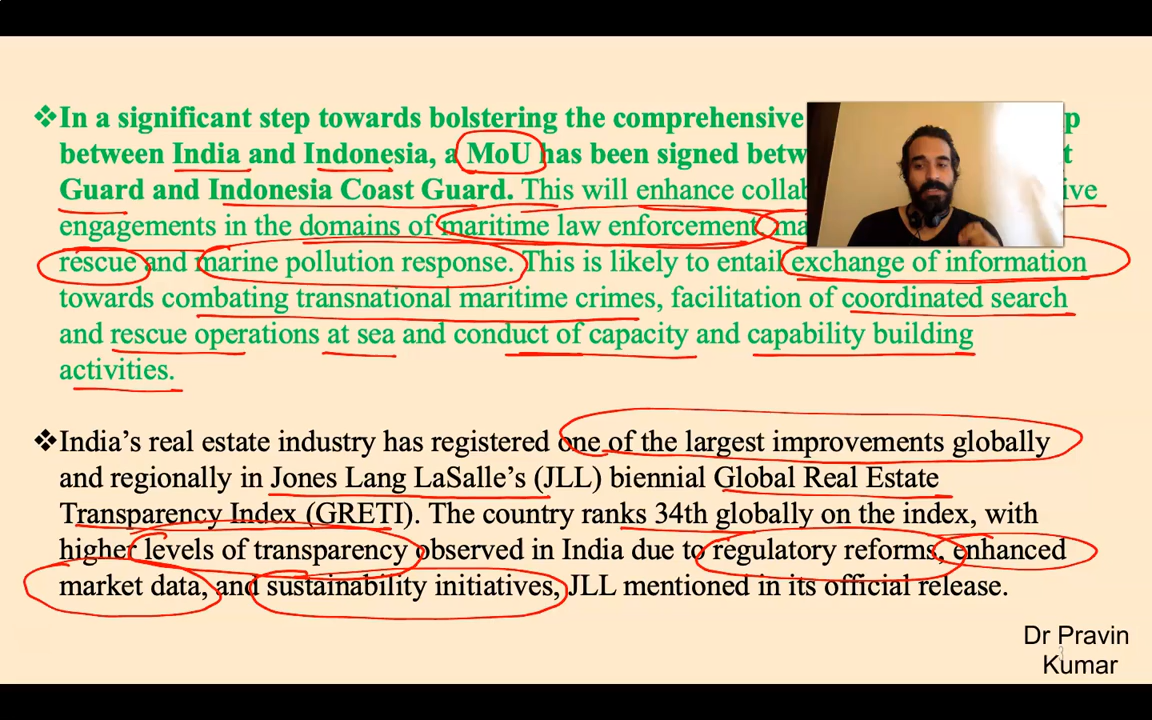 ❖In a significant step towards bolstering the comprehensive p
between India and Indonesia, a MoU has been signed betw t
Guard and Indonesia Coast Guard. This will enhance collab ive
engagements in the domains of maritime law enforcement, ma
rescue and marine pollution response. This is likely to entail exchange of information
towards combating transnational maritime crimes, facilitation of coordinated search
and rescue operations at sea and conduct of capacity and capability building
activities.
❖India's real estate industry has registered one of the largest improvements globally
and regionally in Jones Lang LaSalle's (JLL) biennial Global Real Estate
Transparency Index (GRETI). The country ranks 34th globally on the index, with
higher levels of transparency observed in India due to regulatory reforms, enhanced
market data, and sustainability initiatives, JLL mentioned in its official release.
Dr Pravin
3
Kumar